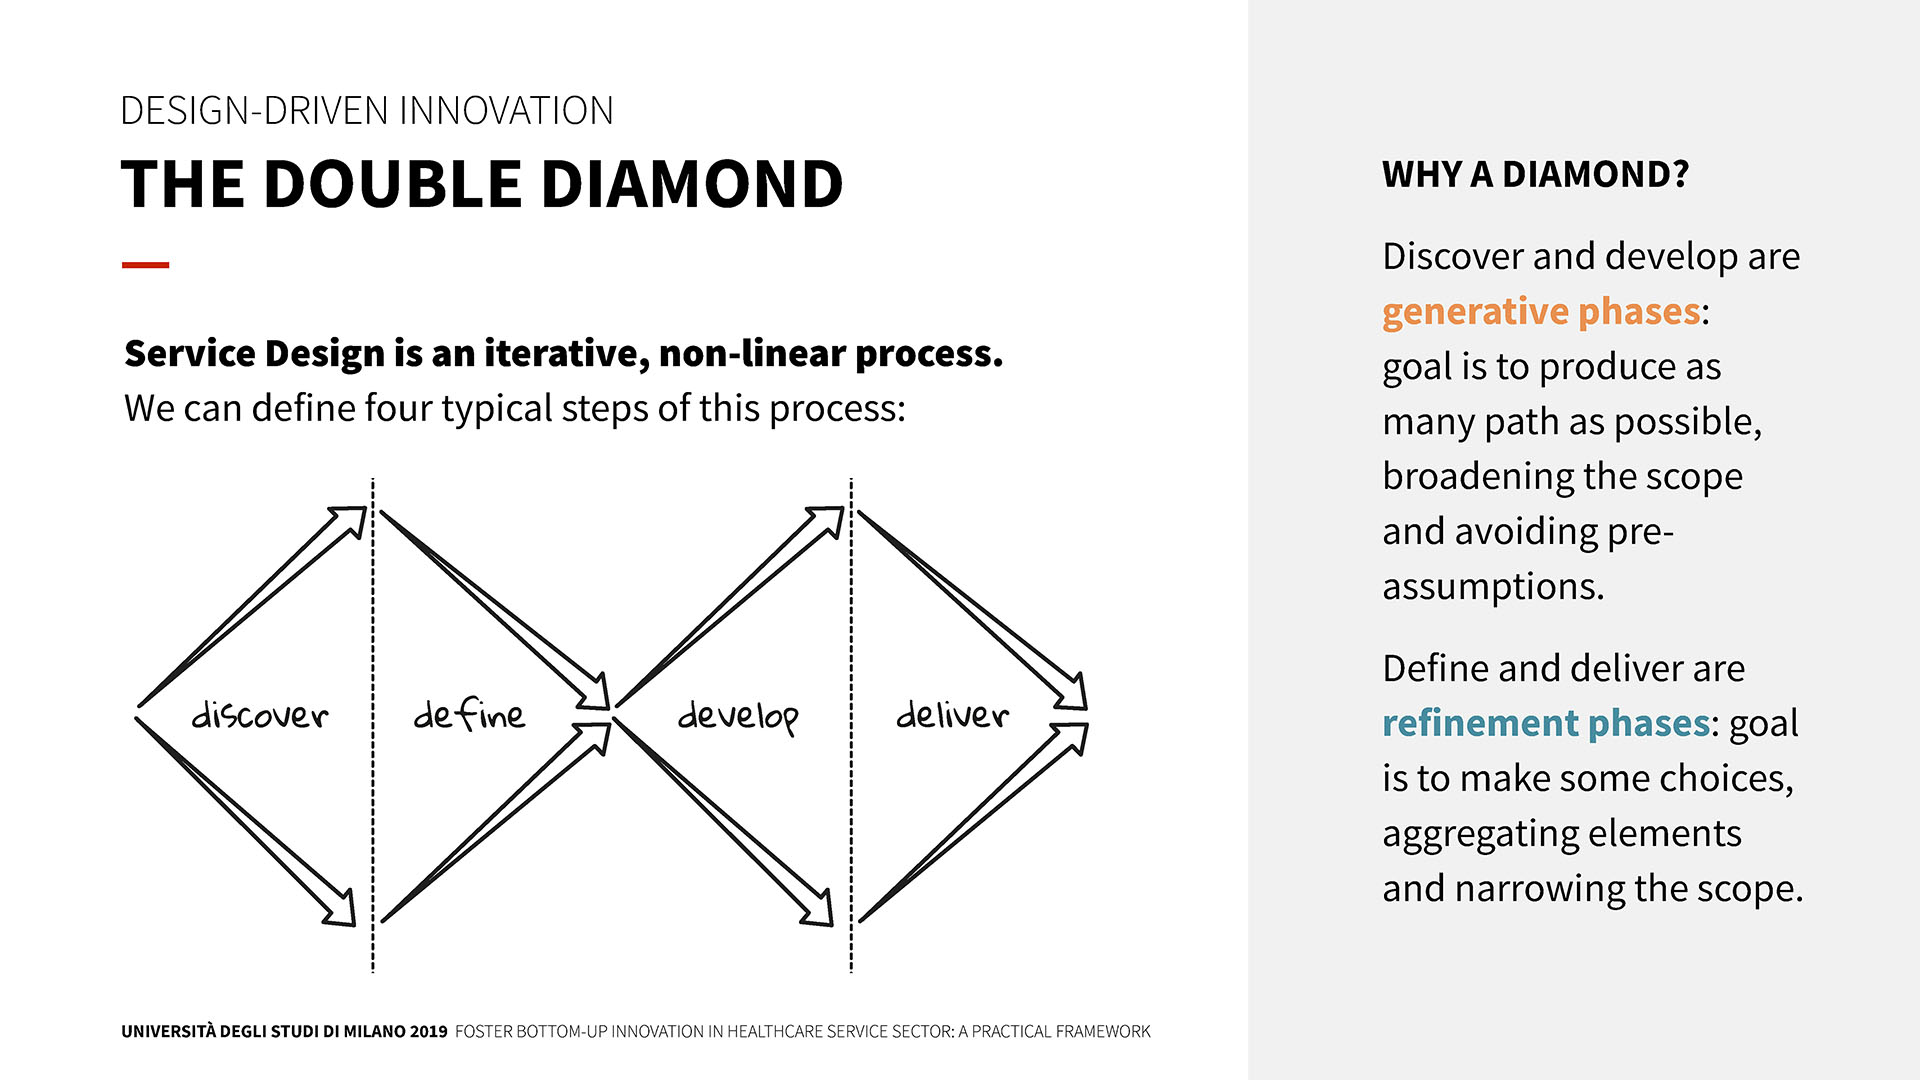 DESIGN-DRIVEN INNOVATION
THE DOUBLE DIAMOND
Service Design is an iterative, non-linear process.
We can define four typical steps of this process:
discover
define
develop
deliver
UNIVERSITÀ DEGLI STUDI DI MILANO 2019 FOSTER BOTTOM-UP INNOVATION IN HEALTHCARE SERVICE SECTOR: A PRACTICAL FRAMEWORK
WHY A DIAMOND?
Discover and develop are
generative phases:
goal is to produce as
many path as possible,
broadening the scope
and avoiding pre-
assumptions.
Define and deliver are
refinement phases: goal
is to make some choices,
aggregating elements
and narrowing the scope.